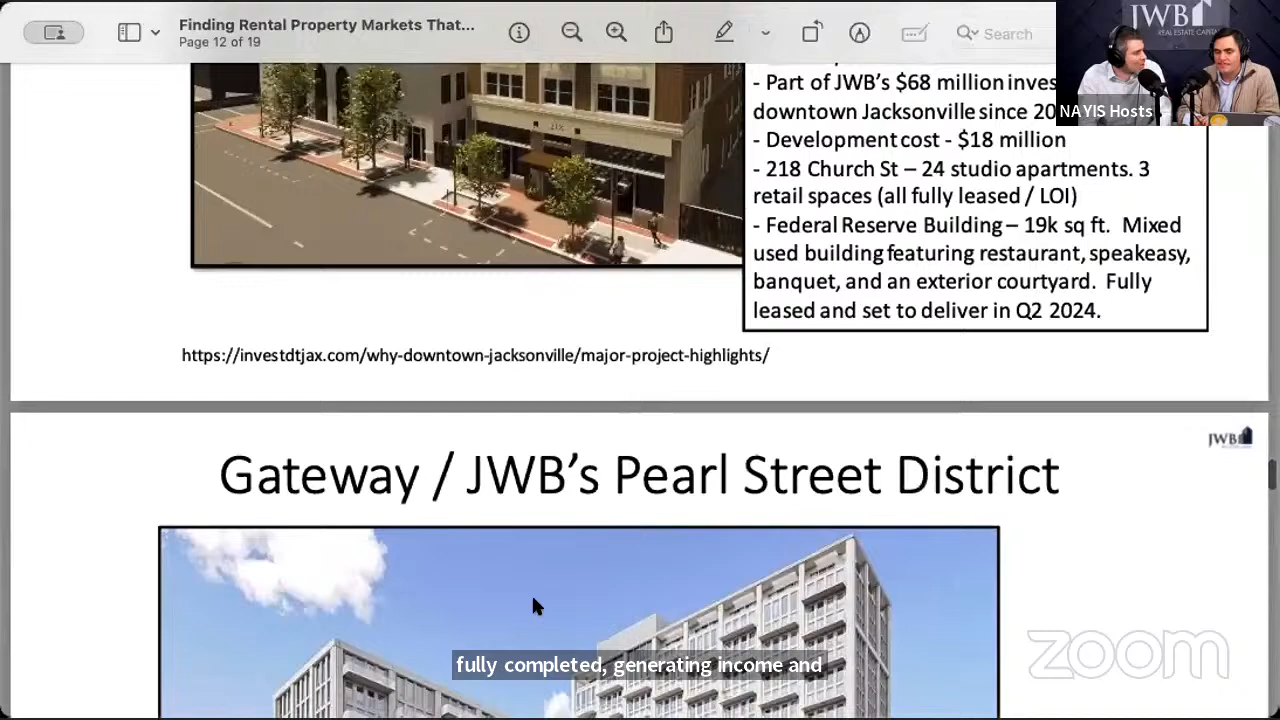 Finding Rental Property Markets That...
Page 12 of 19
Search
JWB
REAL ESTATE CAPITAL
NAYIS Hosts
- Part of JWB's $68 million inves
downtown Jacksonville since 20
- Development cost - $18 million
- 218 Church St – 24 studio apartments. 3
retail spaces (all fully leased / LOI)
- Federal Reserve Building – 19k sq ft. Mixed
used building featuring restaurant, speakeasy,
banquet, and an exterior courtyard. Fully
leased and set to deliver in Q2 2024.
https://investdtjax.com/why-downtown-jacksonville/major-project-highlights/
JWB
Gateway / JWB's Pearl Street District
fully completed, generating income and
zoom